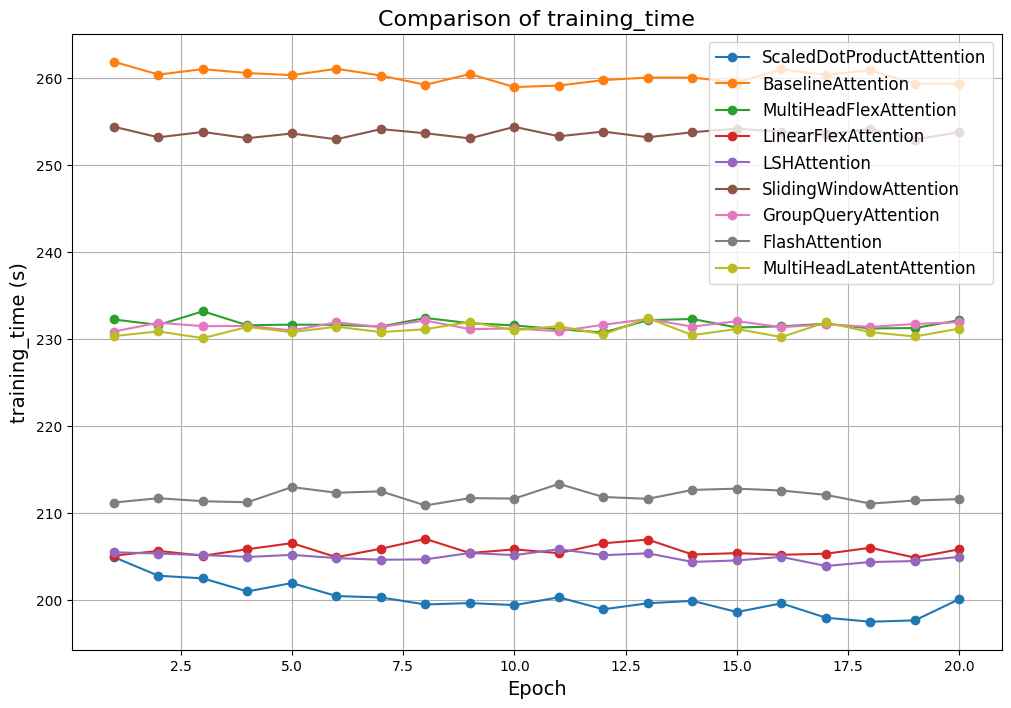 Comparison of training_time
ScaledDotProductAttention
BaselineAttention
MultiHeadFlexAttention
LinearFlexAttention
LSHAttention
SlidingWindowAttention
GroupQueryAttention
FlashAttention
MultiHeadLatentAttention
training_time (s)
260
250
240
230
220
210
200
2.5 5.0 7.5 10.0 12.5 15.0 17.5 20.0
Epoch